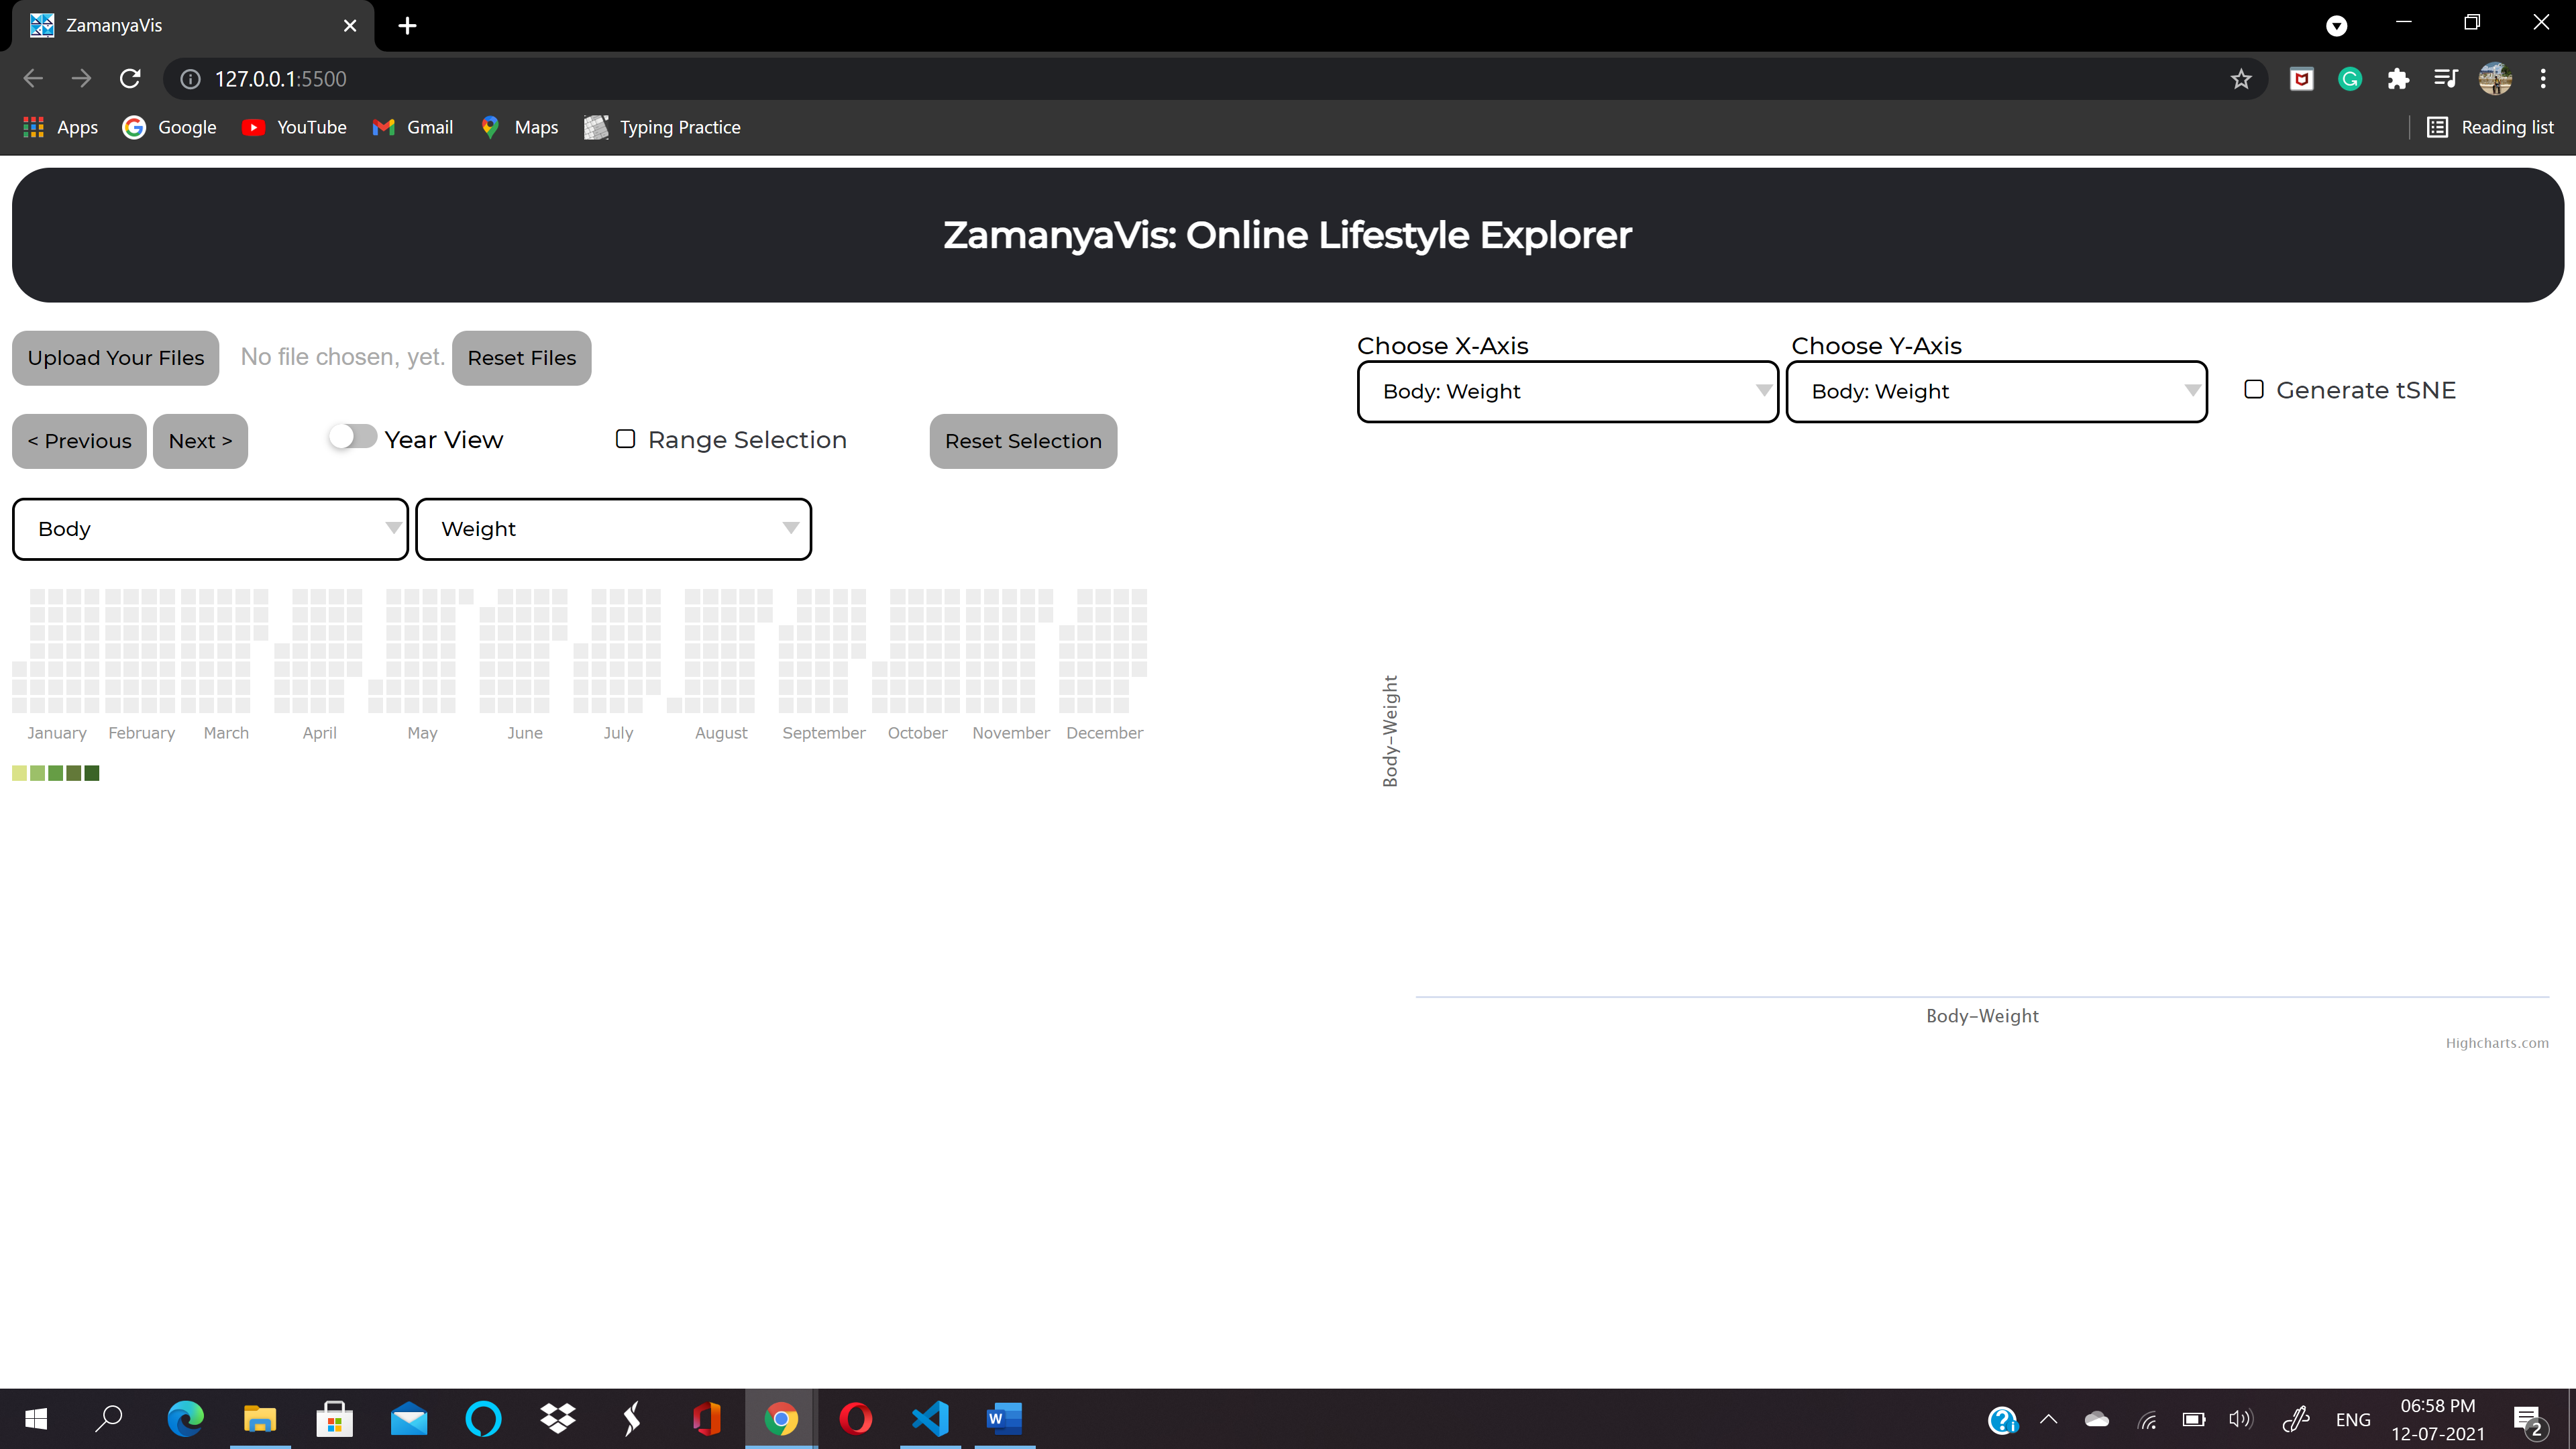 ZamanyaVis
127.0.0.1:5500
Apps Google YouTube Gmail Maps Typing Practice Reading list
ZamanyaVis: Online Lifestyle Explorer
Upload Your Files No file chosen, yet. Reset Files
< Previous Next > Year View Range Selection Reset Selection
Body Weight
January February March April May June July August September October November December
Choose X-Axis Choose Y-Axis
Body: Weight Body: Weight Generate tSNE
Body-Weight
Body-Weight
Highcharts.com
ENG 06:58 PM
12-07-2021
2